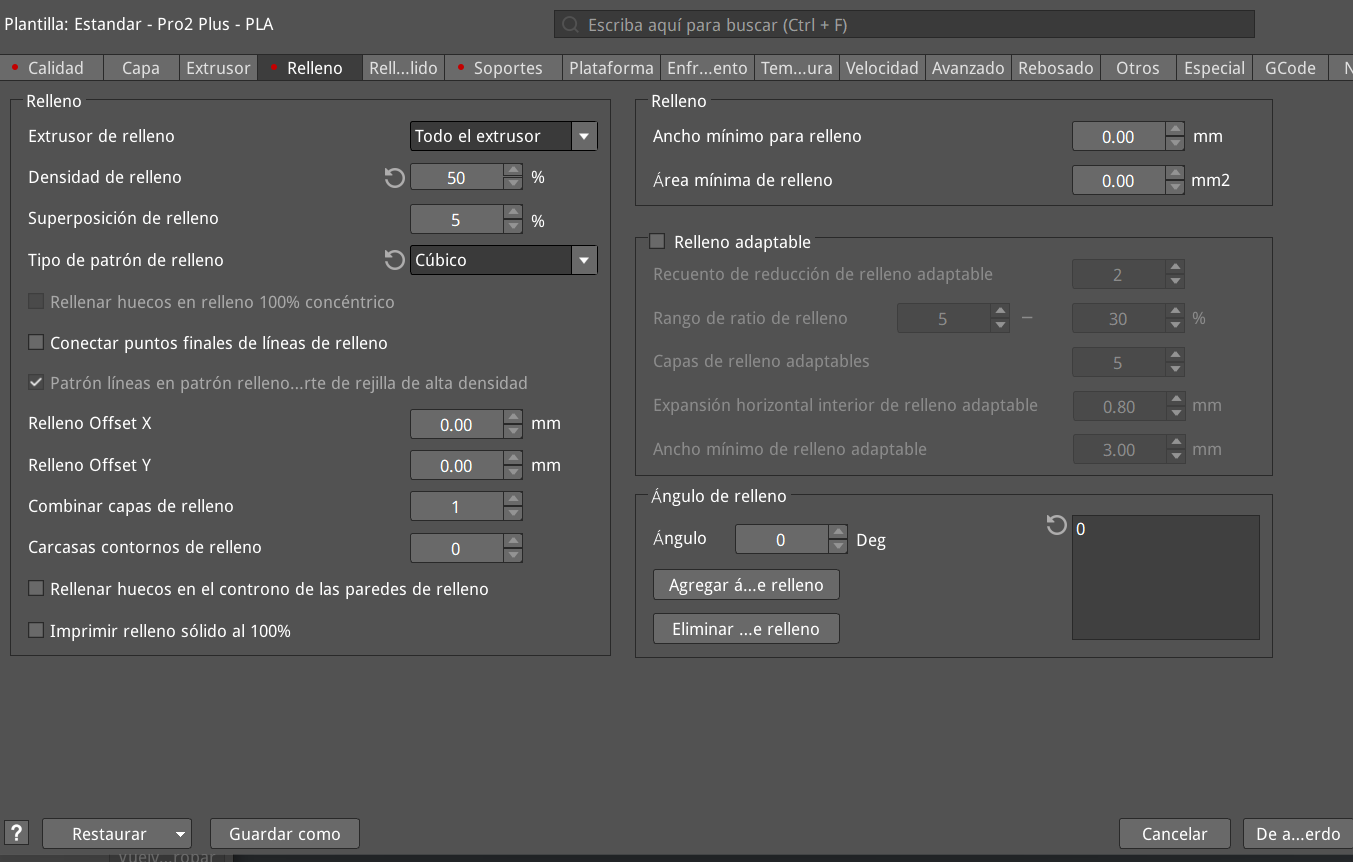 Plantilla: Estandar - Pro2 Plus - PLA
Escriba aquí para buscar (Ctrl + F)
Calidad Capa Extrusor Relleno Rell...lido Soportes Plataforma Enfr...ento Tem...ura Velocidad Avanzado Rebosado Otros Especial GCode N
Relleno
Extrusor de relleno Todo el extrusor
Densidad de relleno 50 %
Superposición de relleno 5 %
Tipo de patrón de relleno Cúbico
Rellenar huecos en relleno 100% concéntrico
Conectar puntos finales de líneas de relleno
Patrón líneas en patrón relleno...rte de rejilla de alta densidad
Relleno Offset X 0.00 mm
Relleno Offset Y 0.00 mm
Combinar capas de relleno 1
Carcasas contornos de relleno 0
Rellenar huecos en el controno de las paredes de relleno
Imprimir relleno sólido al 100%
Relleno
Ancho mínimo para relleno 0.00 mm
Área mínima de relleno 0.00 mm2
Relleno adaptable
Recuento de reducción de relleno adaptable 2
Rango de ratio de relleno 5 – 30 %
Capas de relleno adaptables 5
Expansión horizontal interior de relleno adaptable 0.80 mm
Ancho mínimo de relleno adaptable 3.00 mm
Ángulo de relleno
Ángulo 0 Deg 0
Agregar á...e relleno
Eliminar ...e relleno
? Restaurar Guardar como Cancelar De a...erdo
Vuelv...robar